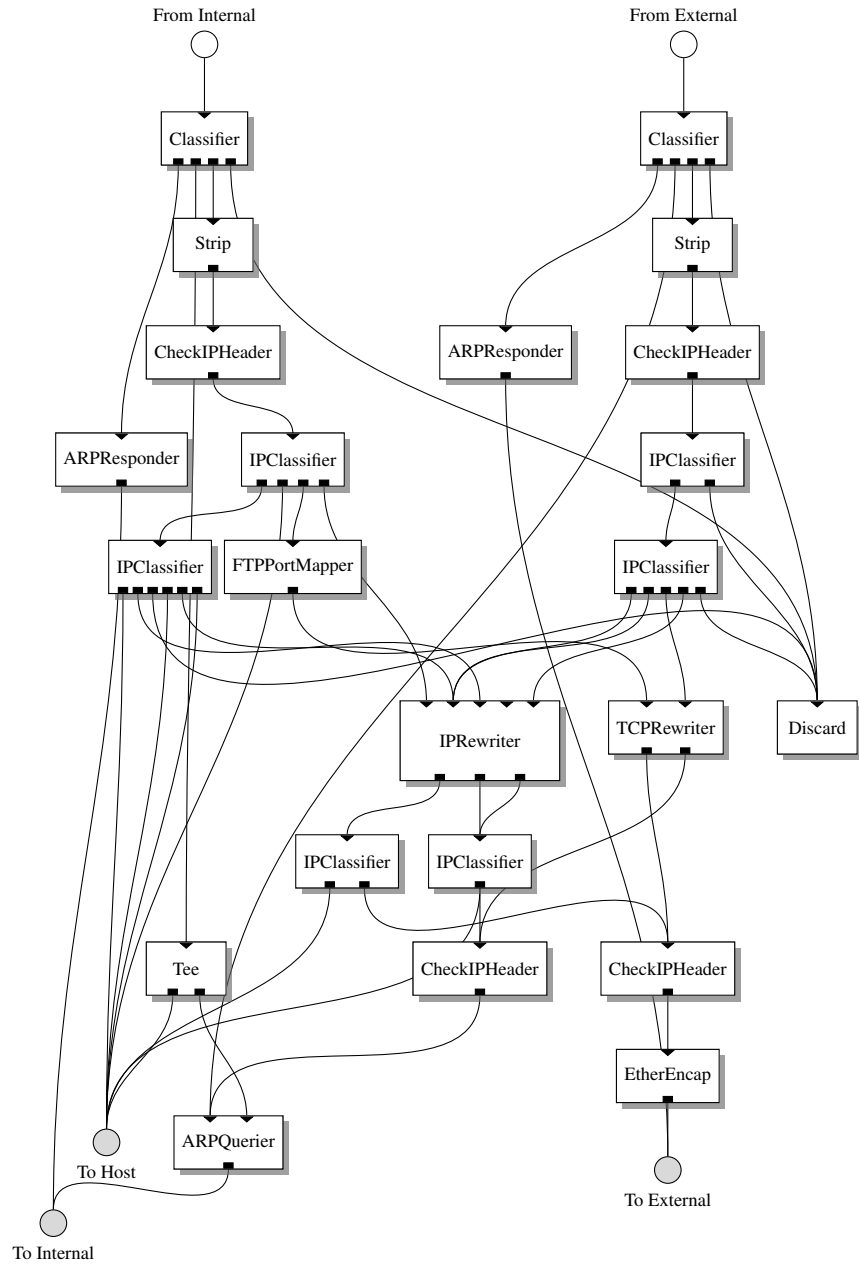 From Internal
From External
Classifier
Classifier
Strip
Strip
CheckIPHeader
ARPResponder
CheckIPHeader
ARPResponder
IPClassifier
IPClassifier
IPClassifier
FTPPortMapper
IPClassifier
IPRewriter
TCPRewriter
Discard
IPClassifier
IPClassifier
Tee
CheckIPHeader
CheckIPHeader
EtherEncap
ARPQuerier
To Host
To External
To Internal